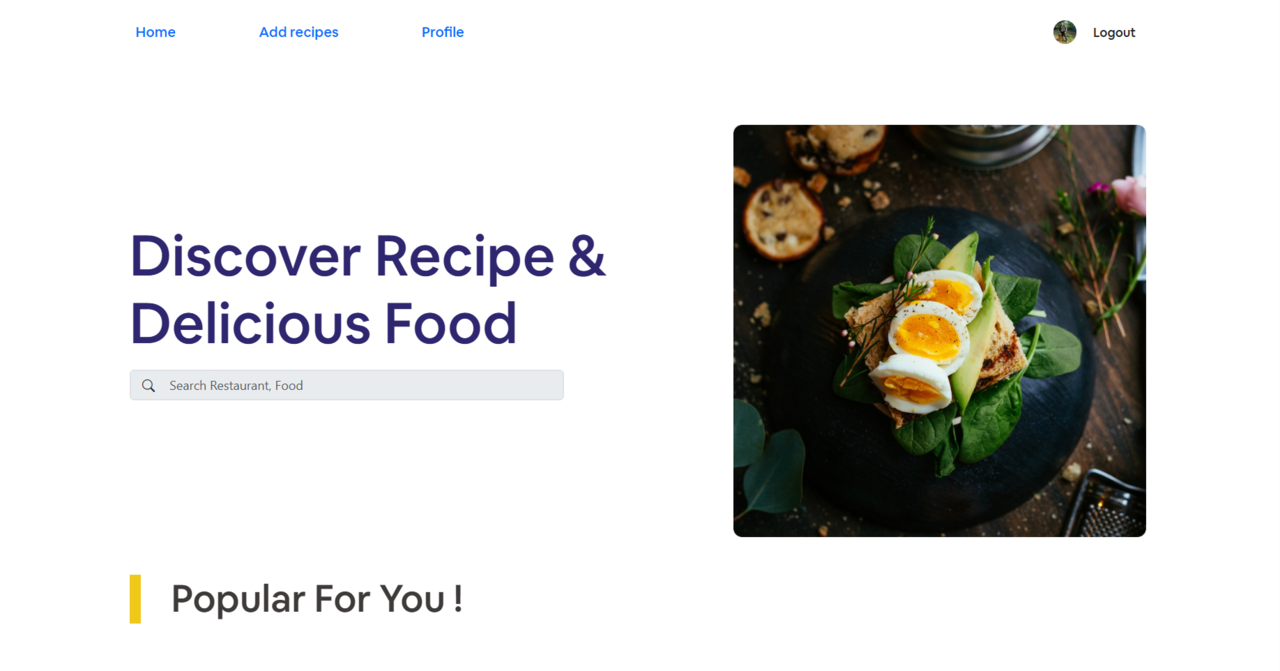 Home
Add recipes
Profile
Logout
Discover Recipe &
Delicious Food
Search Restaurant, Food
Popular For You !